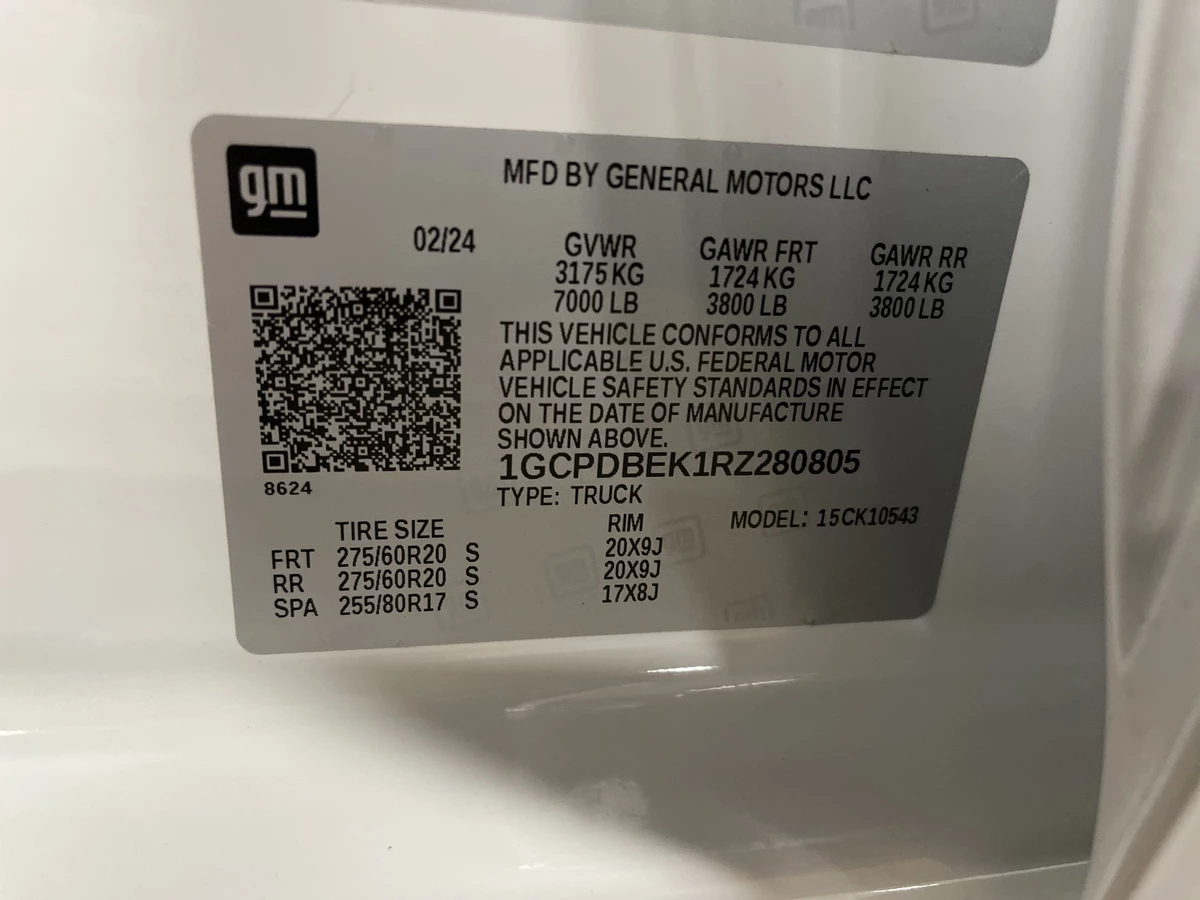 gm
MFD BY GENERAL MOTORS LLC
02/24
GVWR GAWR FRT GAWR RR
3175 KG 1724 KG 1724 KG
7000 LB 3800 LB 3800 LB
THIS VEHICLE CONFORMS TO ALL
APPLICABLE U.S. FEDERAL MOTOR
VEHICLE SAFETY STANDARDS IN EFFECT
ON THE DATE OF MANUFACTURE
SHOWN ABOVE.
1GCPDBEK1RZ280805
8624
TYPE: TRUCK
TIRE SIZE RIM MODEL: 15CK10543
FRT 275/60R20 S 20X9J
RR 275/60R20 S 20X9J
SPA 255/80R17 S 17X8J